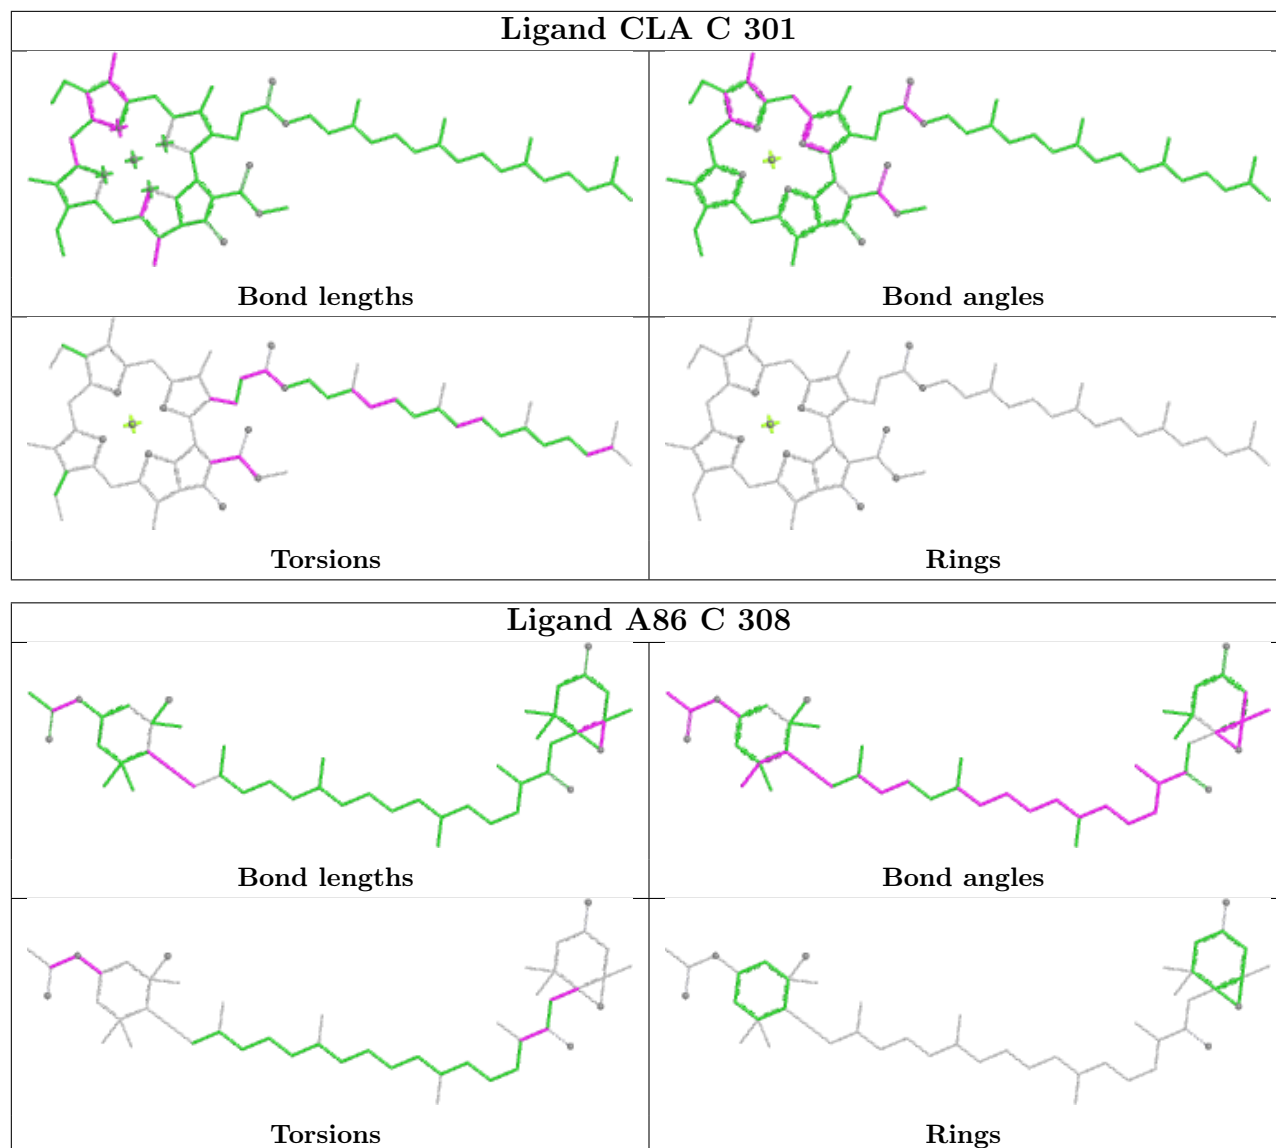 Ligand CLA C 301
Bond lengths
Bond angles
Torsions
Rings
Ligand A86 C 308
Bond lengths
Bond angles
Torsions
Rings